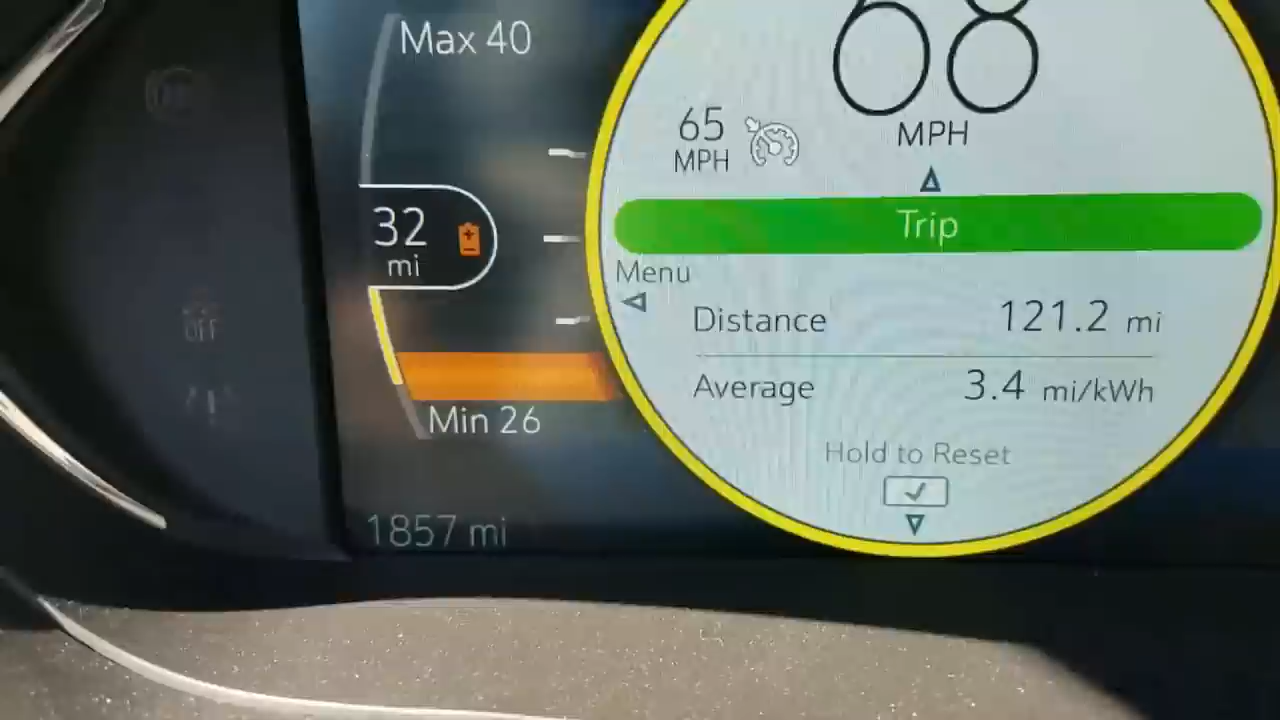 Max 40
68
MPH
65
MPH
Trip
32
mi
Menu
Distance 121.2 mi
Average 3.4 mi/kWh
Min 26
Hold to Reset
1857 mi
OFF